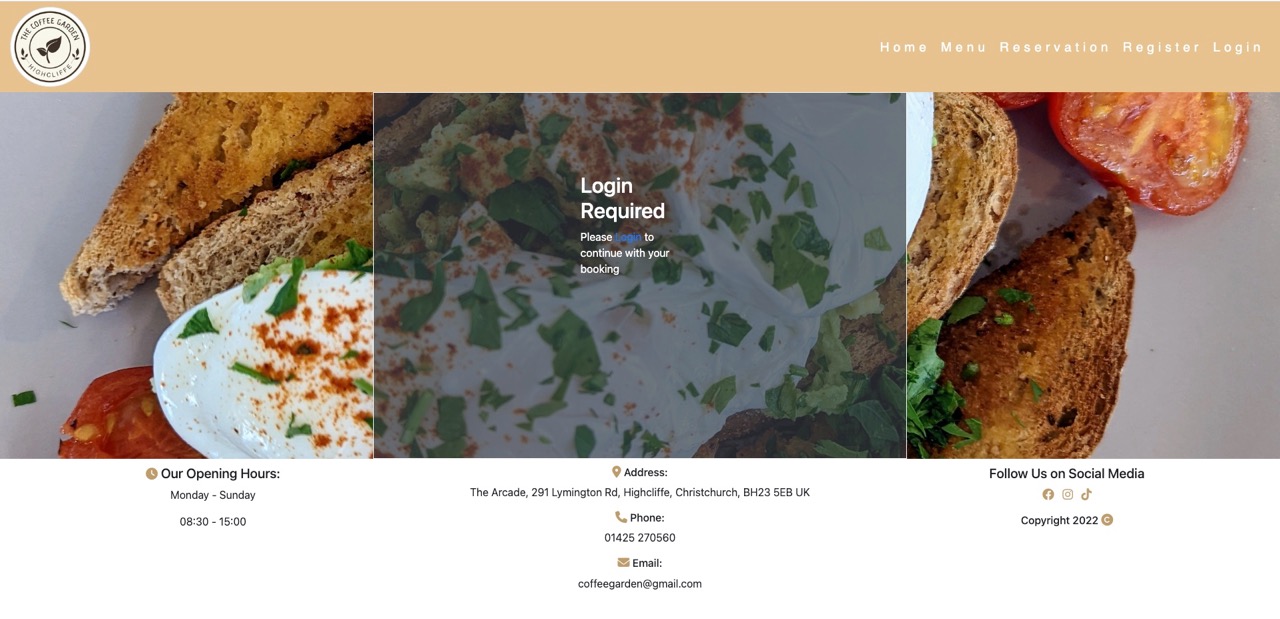 THE COFFEE GARDEN
HIGHCLIFFE
Home Menu Reservation Register Login
Login
Required
Please Login to
continue with your
booking
Our Opening Hours:
Monday - Sunday
08:30 - 15:00
Address:
The Arcade, 291 Lymington Rd, Highcliffe, Christchurch, BH23 5EB UK
Phone:
01425 270560
Email:
coffeegarden@gmail.com
Follow Us on Social Media
Copyright 2022 ©